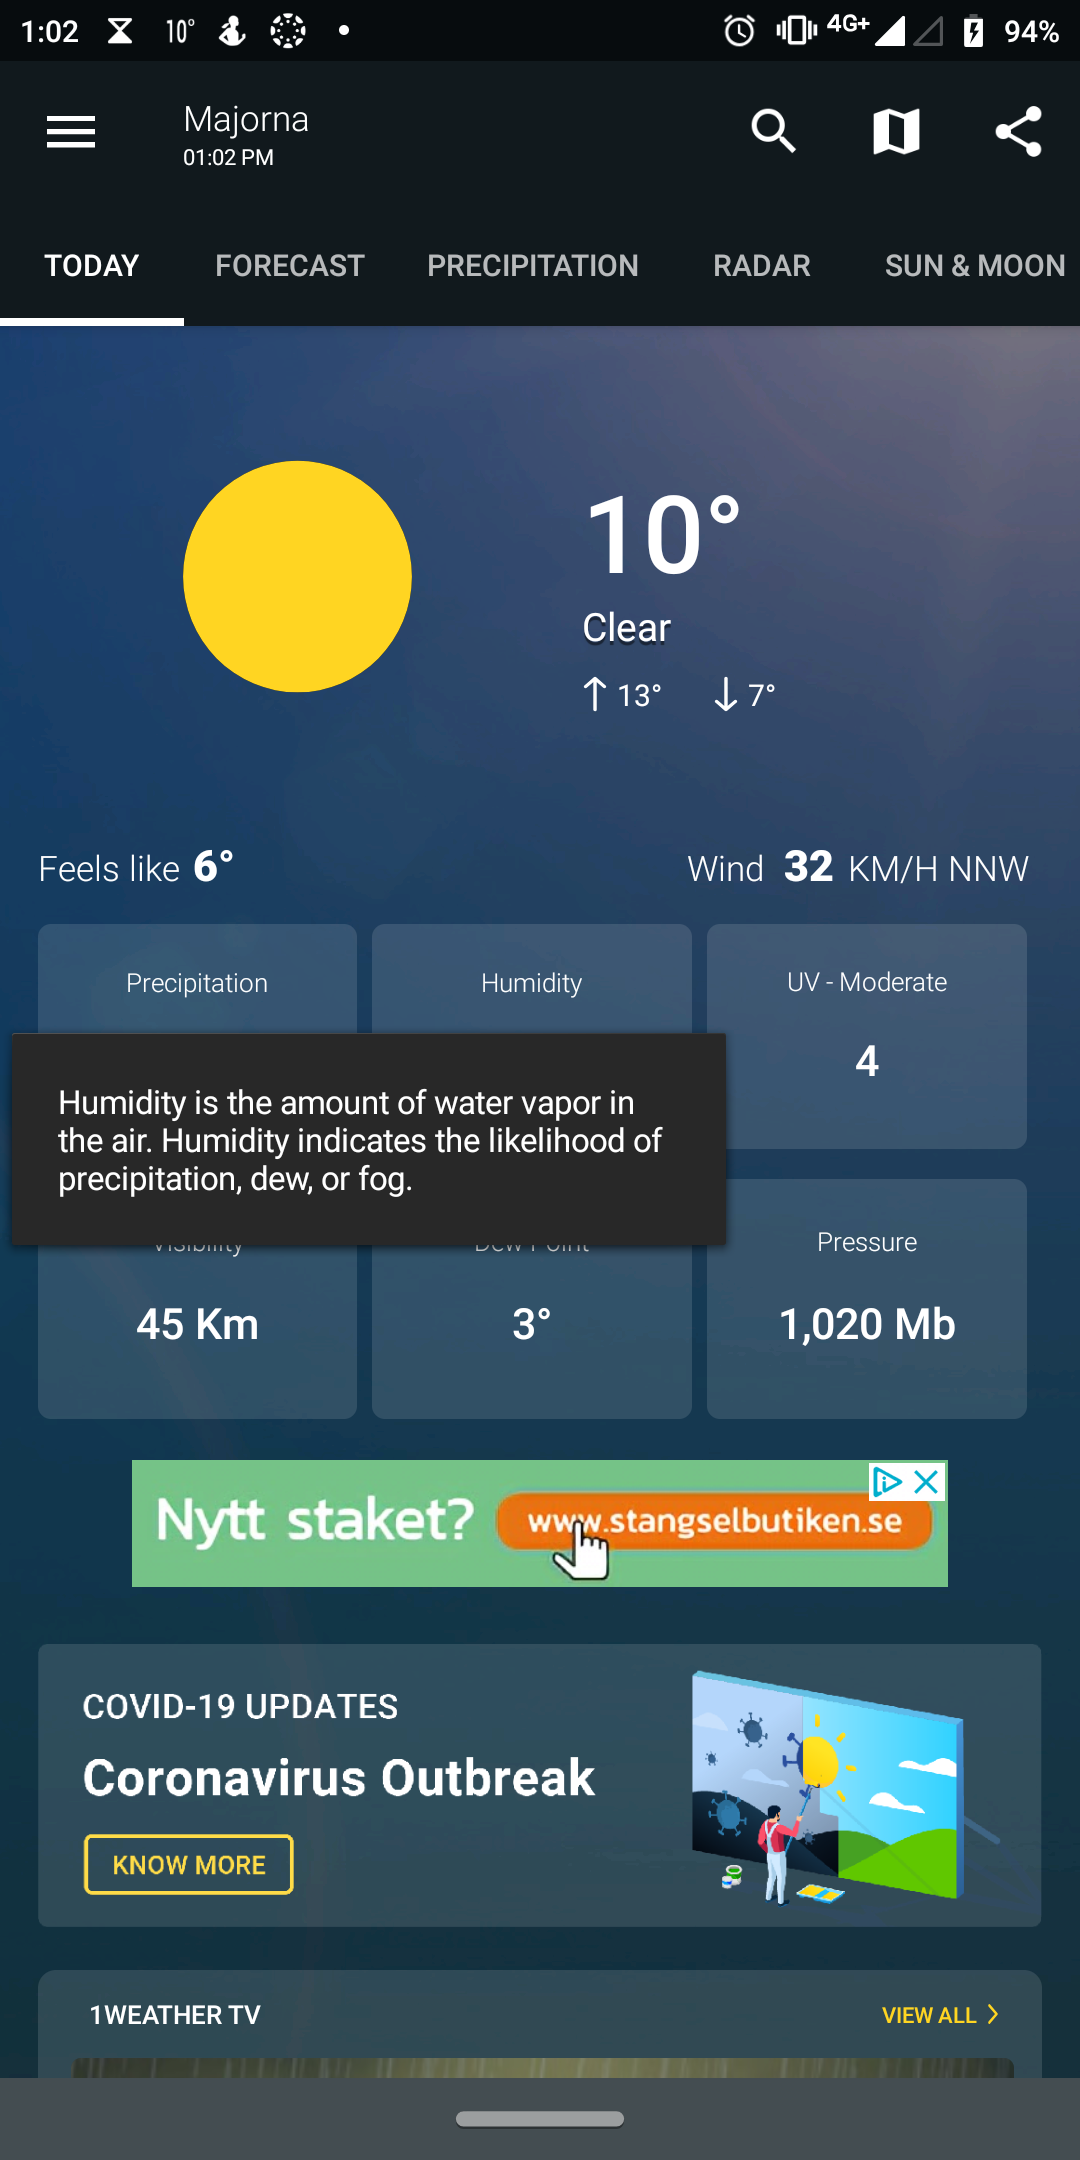 1:02 10° 4G+ 94%
Majorna
01:02 PM
TODAY FORECAST PRECIPITATION RADAR SUN & MOON
10°
Clear
↑ 13° ↓ 7°
Feels like 6° Wind 32 KM/H NNW
Precipitation Humidity UV - Moderate
4
Humidity is the amount of water vapor in
the air. Humidity indicates the likelihood of
precipitation, dew, or fog.
Visibility Dew Point Pressure
45 Km 3° 1,020 Mb
Nytt staket? www.stangselbutiken.se
COVID-19 UPDATES
Coronavirus Outbreak
KNOW MORE
1WEATHER TV VIEW ALL >